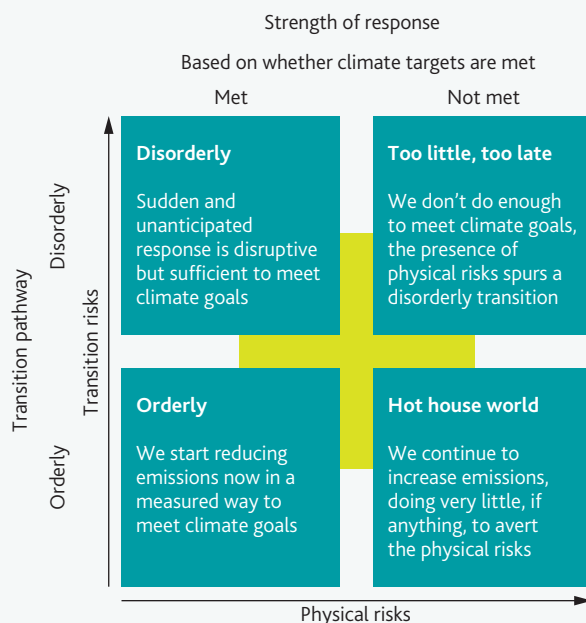 Strength of response
Based on whether climate targets are met
Met
Not met
Transition pathway
Disorderly
Orderly
Transition risks
Disorderly
Sudden and
unanticipated
response is disruptive
but sufficient to meet
climate goals
Too little, too late
We don’t do enough
to meet climate goals,
the presence of
physical risks spurs a
disorderly transition
Orderly
We start reducing
emissions now in a
measured way to
meet climate goals
Hot house world
We continue to
increase emissions,
doing very little, if
anything, to avert
the physical risks
Physical risks